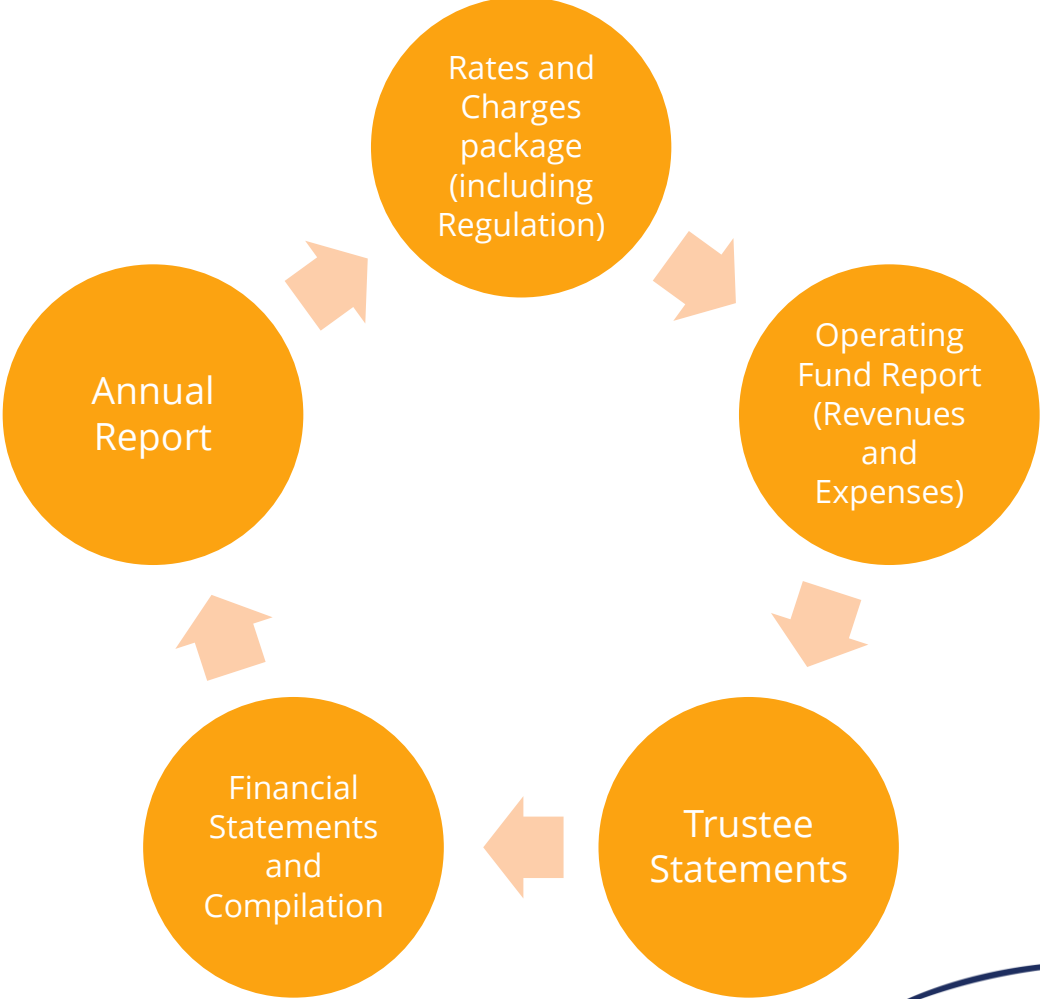 Rates and
Charges
package
(including
Regulation)
Operating
Fund Report
(Revenues
and
Expenses)
Trustee
Statements
Financial
Statements
and
Compilation
Annual
Report